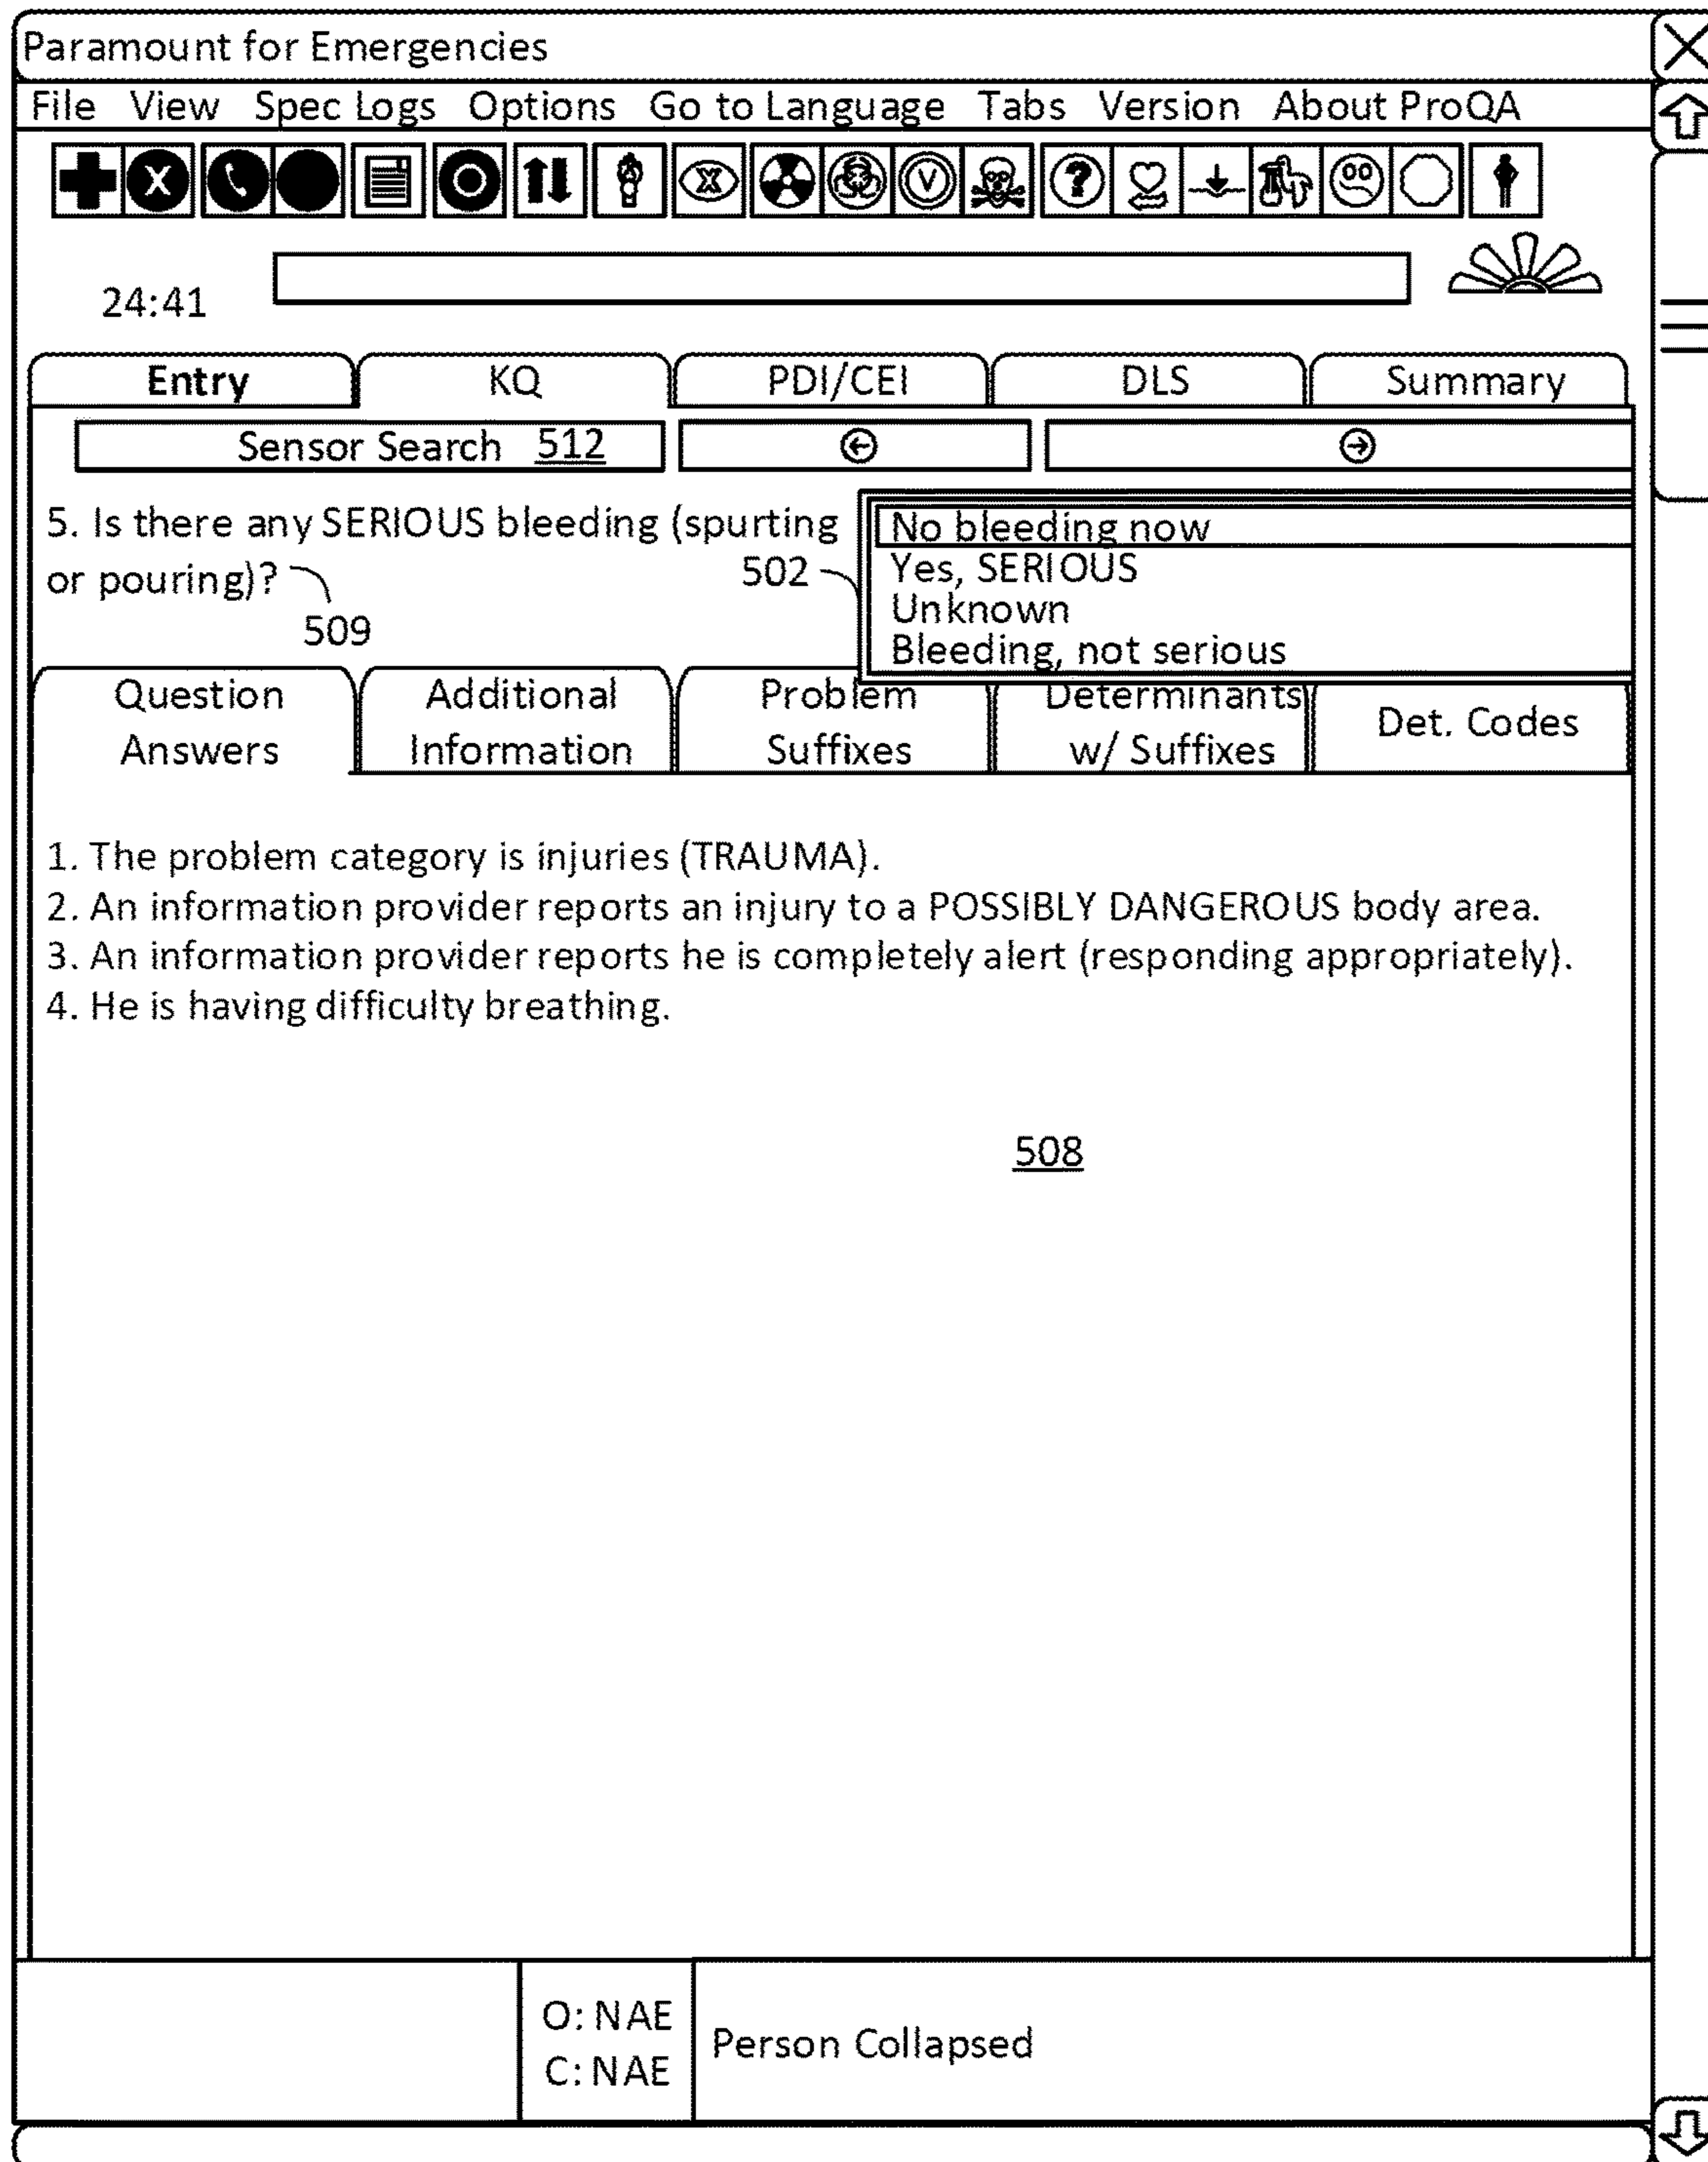 Paramount for Emergencies
File View Spec Logs Options Go to Language Tabs Version About ProQA
X
X
V
?
24:41
Entry KQ PDI/CEI DLS Summary
Sensor Search 512
5. Is there any SERIOUS bleeding (spurting
or pouring)?
509
502
No bleeding now
Yes, SERIOUS
Unknown
Bleeding, not serious
Question
Answers
Additional
Information
Problem
Suffixes
Determinants
w/ Suffixes
Det. Codes
1. The problem category is injuries (TRAUMA).
2. An information provider reports an injury to a POSSIBLY DANGEROUS body area.
3. An information provider reports he is completely alert (responding appropriately).
4. He is having difficulty breathing.
508
O: NAE
C: NAE
Person Collapsed